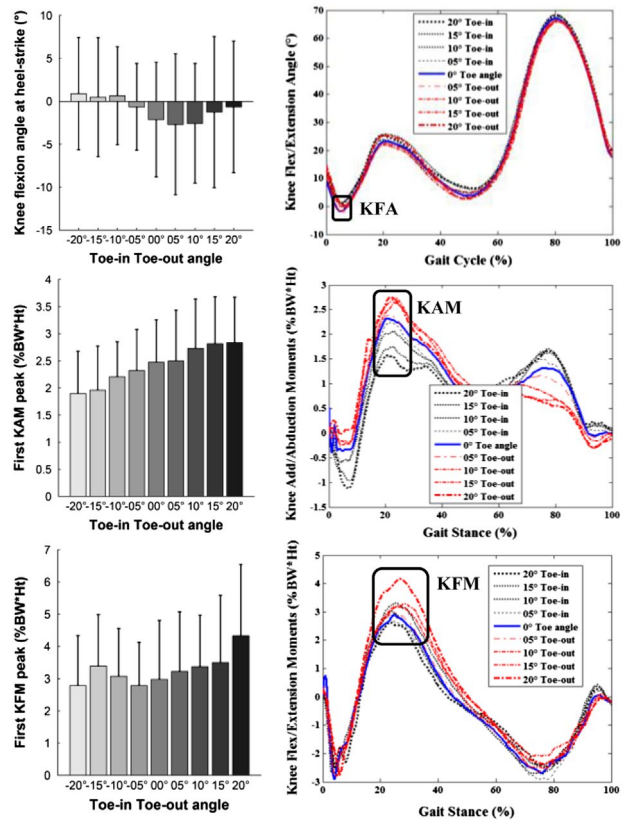 Knee flexion angle at heel-strike (°)
15
10
5
0
-5
-10
-15
-20°-15°-10°-05° 00° 05° 10° 15° 20°
Toe-in Toe-out angle
Knee Flex/Extension Angle (°)
70
60
50
40
30
20
10
0
10
20° Toe-in
15° Toe-in
10° Toe-in
05° Toe-in
0° Toe angle
05° Toe-out
10° Toe-out
15° Toe-out
20° Toe-out
KFA
0 20 40 60 80 100
Gait Cycle (%)
First KAM peak (%BW*Ht)
4
3.5
3
2.5
2
1.5
1
0.5
0
-20°-15°-10°-05° 00° 05° 10° 15° 20°
Toe-in Toe-out angle
Knee Add/Abduction Moments (%BW*Ht)
3
2.5
2
1.5
1
0.5
0
-0.5
-1
-1.5
KAM
20° Toe-in
15° Toe-in
10° Toe-in
05° Toe-in
0° Toe angle
05° Toe-out
10° Toe-out
15° Toe-out
20° Toe-out
0 20 40 60 80 100
Gait Stance (%)
First KFM peak (%BW*Ht)
7
6
5
4
3
2
1
0
-20°-15°-10°-05° 00° 05° 10° 15° 20°
Toe-in Toe-out angle
Knee Flex/Extension Moments (%BW*Ht)
5
4
3
2
1
0
-1
-2
-3
KFM
20° Toe-in
15° Toe-in
10° Toe-in
05° Toe-in
0° Toe angle
05° Toe-out
10° Toe-out
15° Toe-out
20° Toe-out
0 20 40 60 80 100
Gait Stance (%)